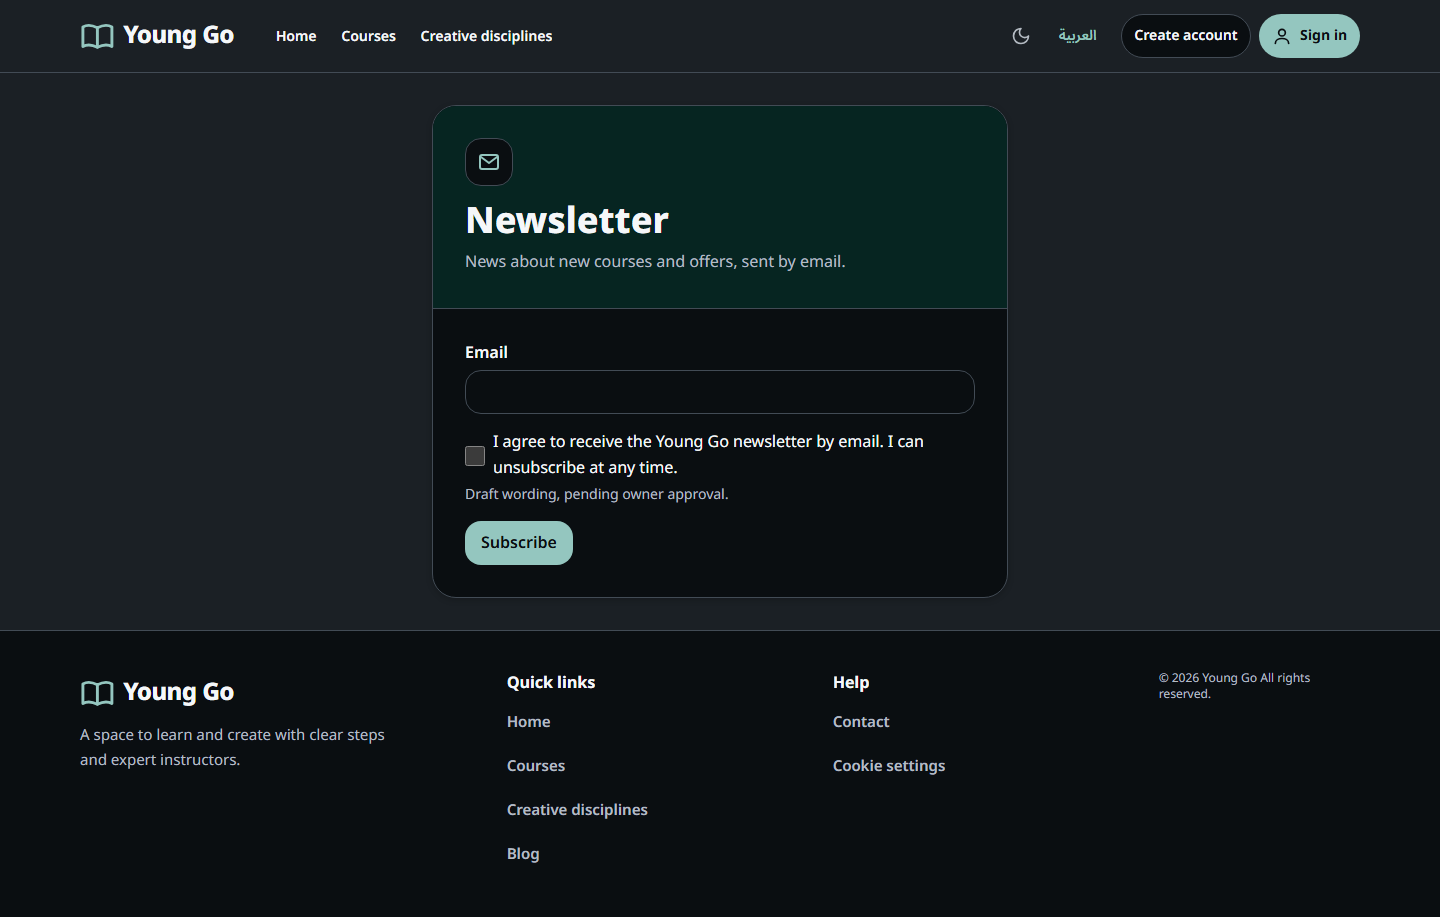 Young Go
Home
Courses
Creative disciplines
العربية
Create account
Sign in
Newsletter
News about new courses and offers, sent by email.
Email
I agree to receive the Young Go newsletter by email. I can
unsubscribe at any time.
Draft wording, pending owner approval.
Subscribe
Young Go
A space to learn and create with clear steps
and expert instructors.
Quick links
Home
Courses
Creative disciplines
Blog
Help
Contact
Cookie settings
© 2026 Young Go All rights
reserved.